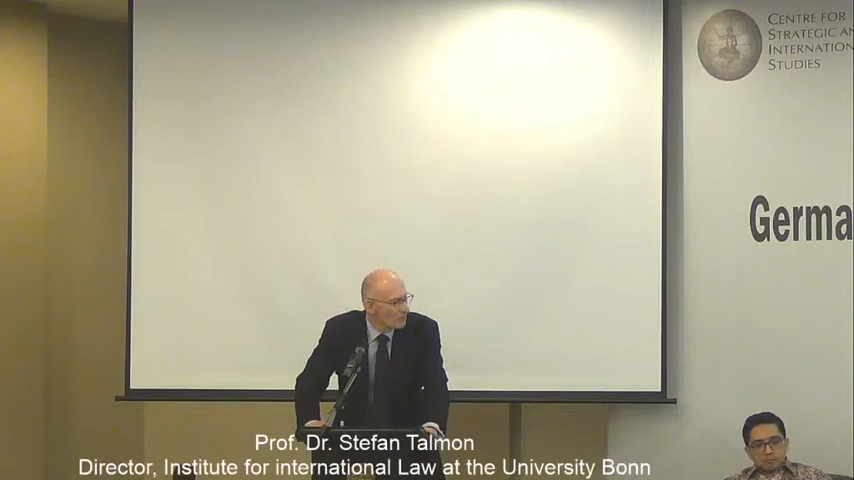 CENTRE FOR
STRATEGIC AN
INTERNATION
STUDIES
Germa
Prof. Dr. Stefan Talmon
Director, Institute for international Law at the University Bonn